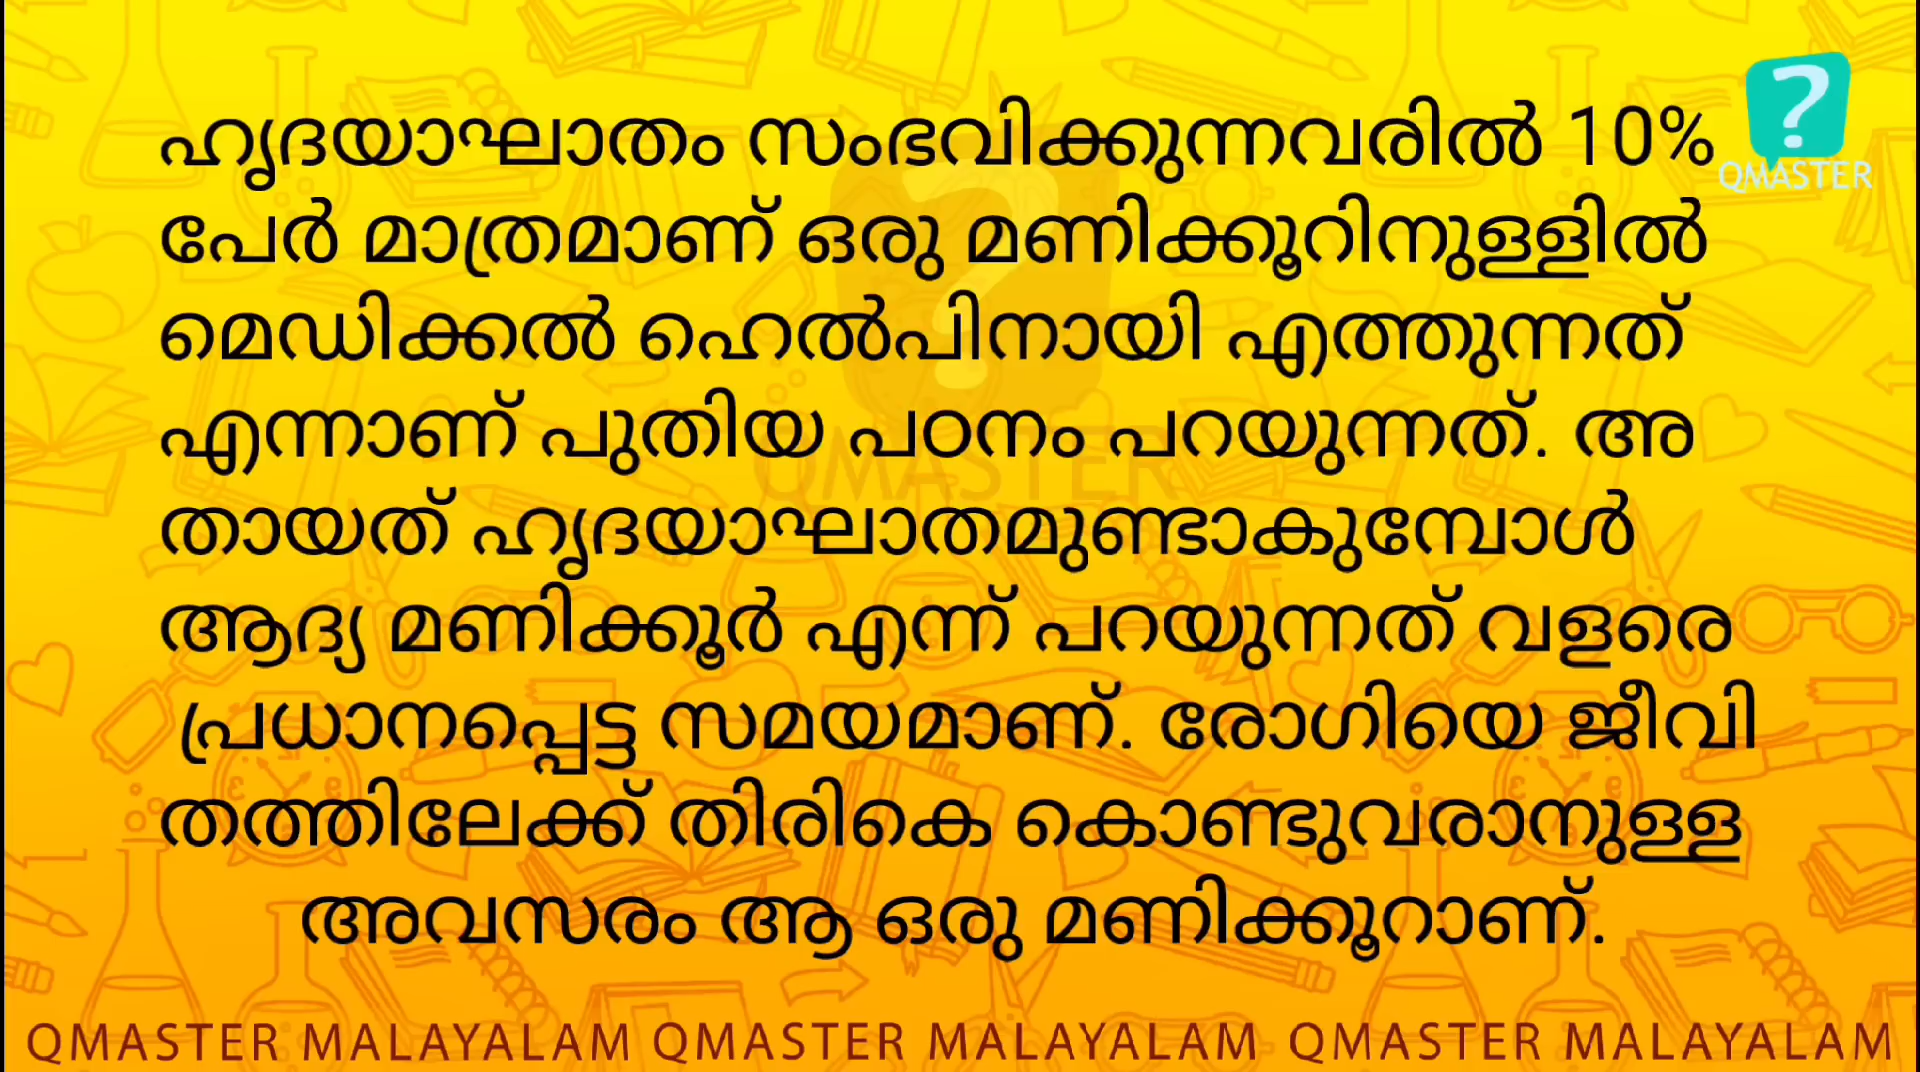 ഹൃദയാഘാതം സംഭവിക്കുന്നവരിൽ 10%
പേർ മാത്രമാണ് ഒരു മണിക്കൂറിനുള്ളിൽ
മെഡിക്കൽ ഹെൽപിനായി എത്തുന്നത്
എന്നാണ് പുതിയ പഠനം പറയുന്നത്. അ
തായത് ഹൃദയാഘാതമുണ്ടാകുമ്പോൾ
ആദ്യ മണിക്കൂർ എന്ന് പറയുന്നത് വളരെ
പ്രധാനപ്പെട്ട സമയമാണ്. രോഗിയെ ജീവി
തത്തിലേക്ക് തിരികെ കൊണ്ടുവരാനുള്ള
അവസരം ആ ഒരു മണിക്കൂറാണ്.
?
QMASTER
?
QMASTER
QMASTER MALAYALAM QMASTER MALAYALAM QMASTER MALAYALAM